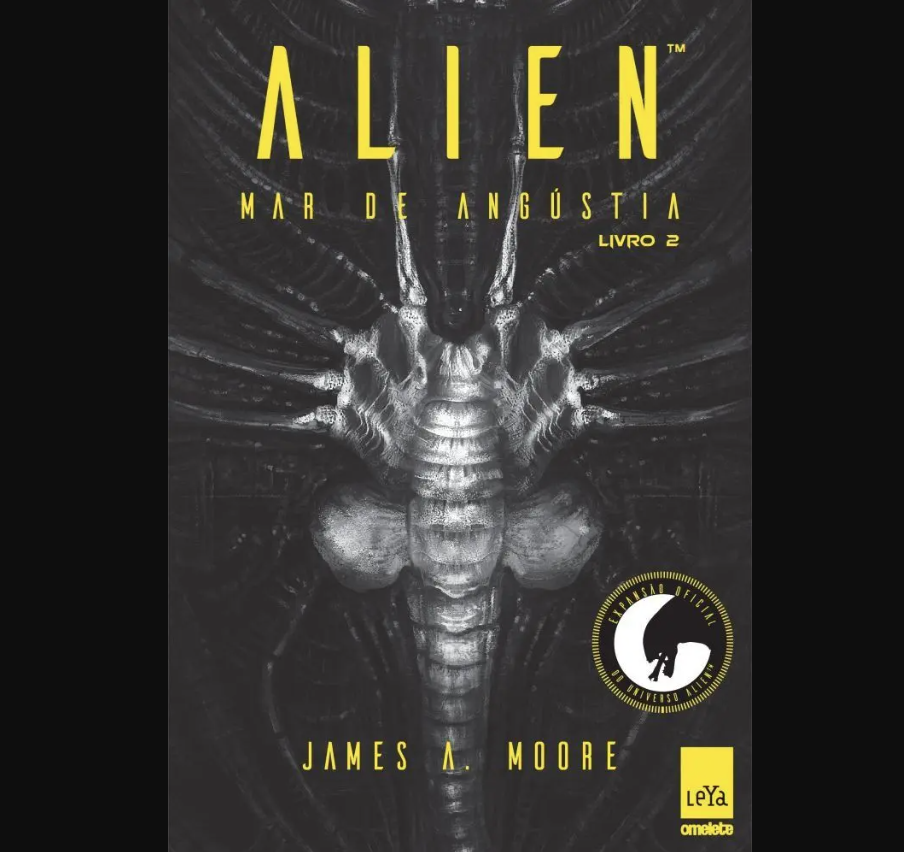 ALIEN™
MAR DE ANGÚSTIA
LIVRO 2
EXPANSÃO OFICIAL
DO UNIVERSO ALIEN™
JAMES A. MOORE
LeYa
omelete